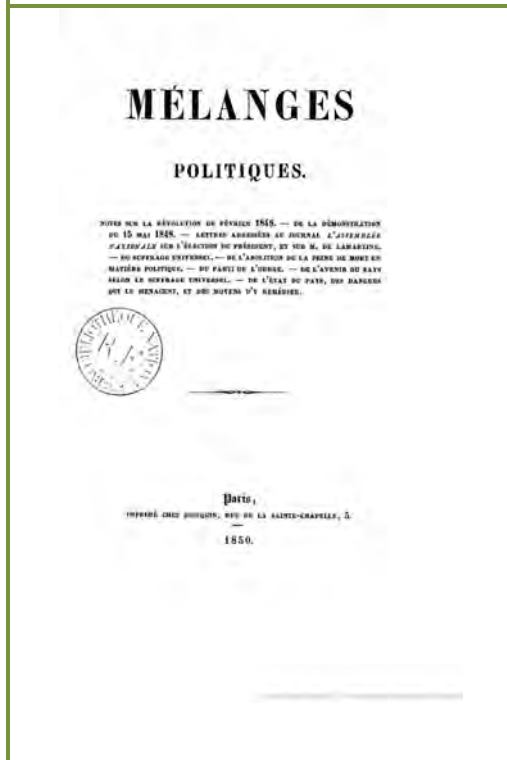 MÉLANGES
POLITIQUES.
NOTES SUR LA RÉVOLUTION DE FÉVRIER 1848. — DE LA DÉMONSTRATION
DU 15 MAI 1848. — LETTRES ADRESSÉES AU JOURNAL L'ASSEMBLÉE
NATIONALE SUR L'ÉLECTION DU PRÉSIDENT, ET SUR M. DE LAMARTINE.
— DU SUFFRAGE UNIVERSEL. — DE L'ABOLITION DE LA PEINE DE MORT EN
MATIÈRE POLITIQUE. — DU PARTI DE L'ORDRE. — DE L'AVENIR DU PAYS
SELON LE SUFFRAGE UNIVERSEL. — DE L'ÉTAT DU PAYS, DES DANGERS
QUI LE MENACENT, ET DES MOYENS D'Y REMÉDIER.
R.F.
Paris,
IMPRIMÉ CHEZ BOUQUIN, RUE DE LA SAINTE-CHAPELLE, 5.
1850.